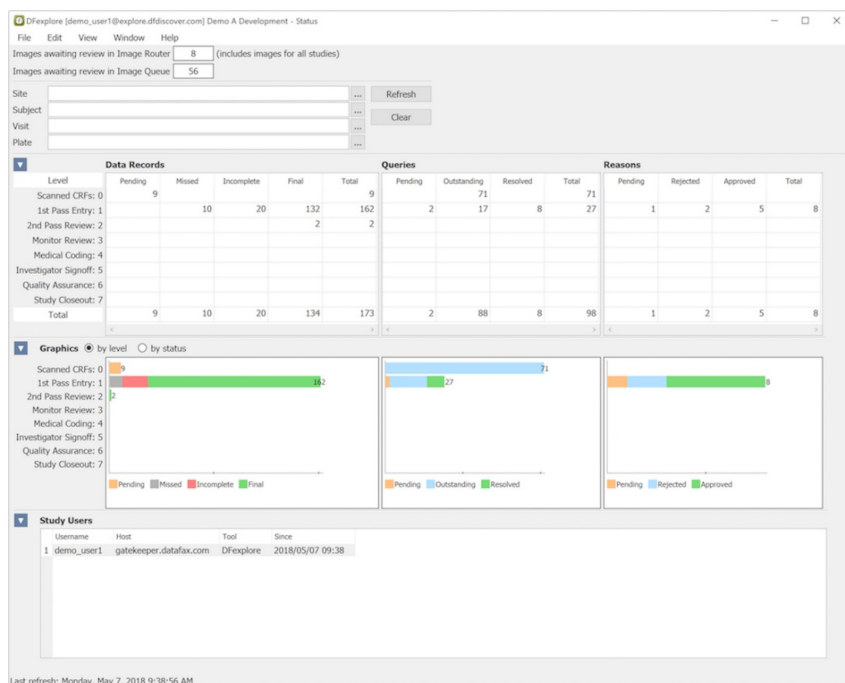 DFexplore [demo_user1@explore.dfdiscover.com] Demo A Development - Status
File Edit View Window Help
Images awaiting review in Image Router 8 (includes images for all studies)
Images awaiting review in Image Queue 56
Site ... Refresh
Subject ...
Clear
Visit ...
Plate ...
Data Records Queries Reasons
Level Pending Missed Incomplete Final Total Pending Outstanding Resolved Total Pending Rejected Approved Total
Scanned CRFs: 0 9 9 71 71
1st Pass Entry: 1 10 20 132 162 2 17 8 27 1 2 5 8
2nd Pass Review: 2 2 2
Monitor Review: 3
Medical Coding: 4
Investigator Signoff: 5
Quality Assurance: 6
Study Closeout: 7
Total 9 10 20 134 173 2 88 8 98 1 2 5 8
Graphics by level by status
Scanned CRFs: 0 9 71
1st Pass Entry: 1 162 27 8
2nd Pass Review: 2 2
Monitor Review: 3
Medical Coding: 4
Investigator Signoff: 5
Quality Assurance: 6
Study Closeout: 7
Pending Missed Incomplete Final Pending Outstanding Resolved Pending Rejected Approved
Study Users
Username Host Tool Since
1 demo_user1 gatekeeper.datafax.com DFexplore 2018/05/07 09:38
Last refresh: Monday, May 7, 2018 9:38:56 AM